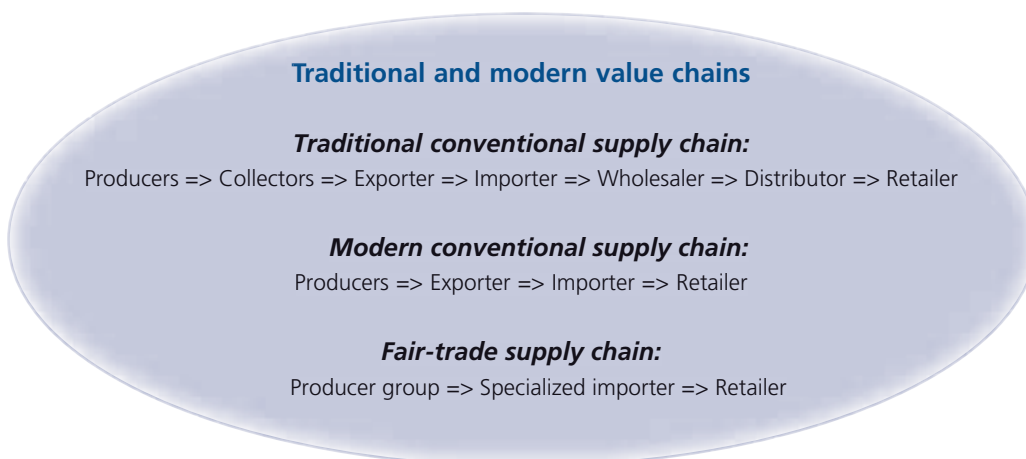 Traditional and modern value chains
Traditional conventional supply chain:
Producers => Collectors => Exporter => Importer => Wholesaler => Distributor => Retailer
Modern conventional supply chain:
Producers => Exporter => Importer => Retailer
Fair-trade supply chain:
Producer group => Specialized importer => Retailer